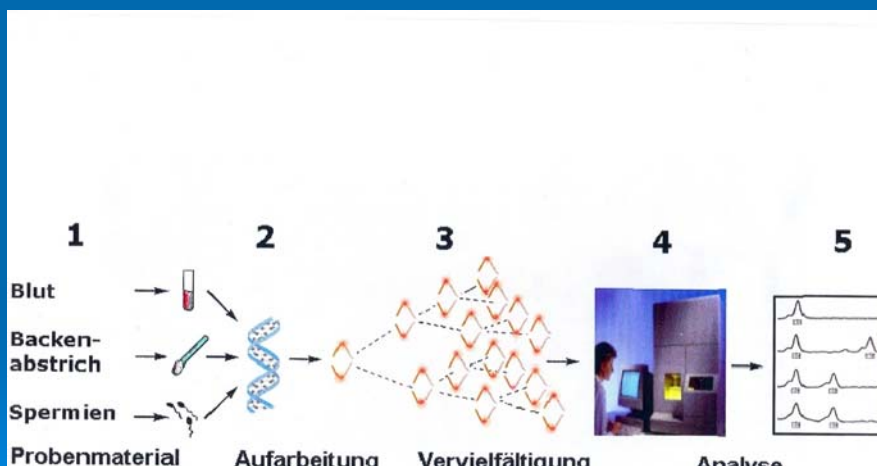 1 2 3 4 5
Blut
Backen-
abstrich
Spermien
Probenmaterial Aufarbeitung Vervielfältigung Analyse